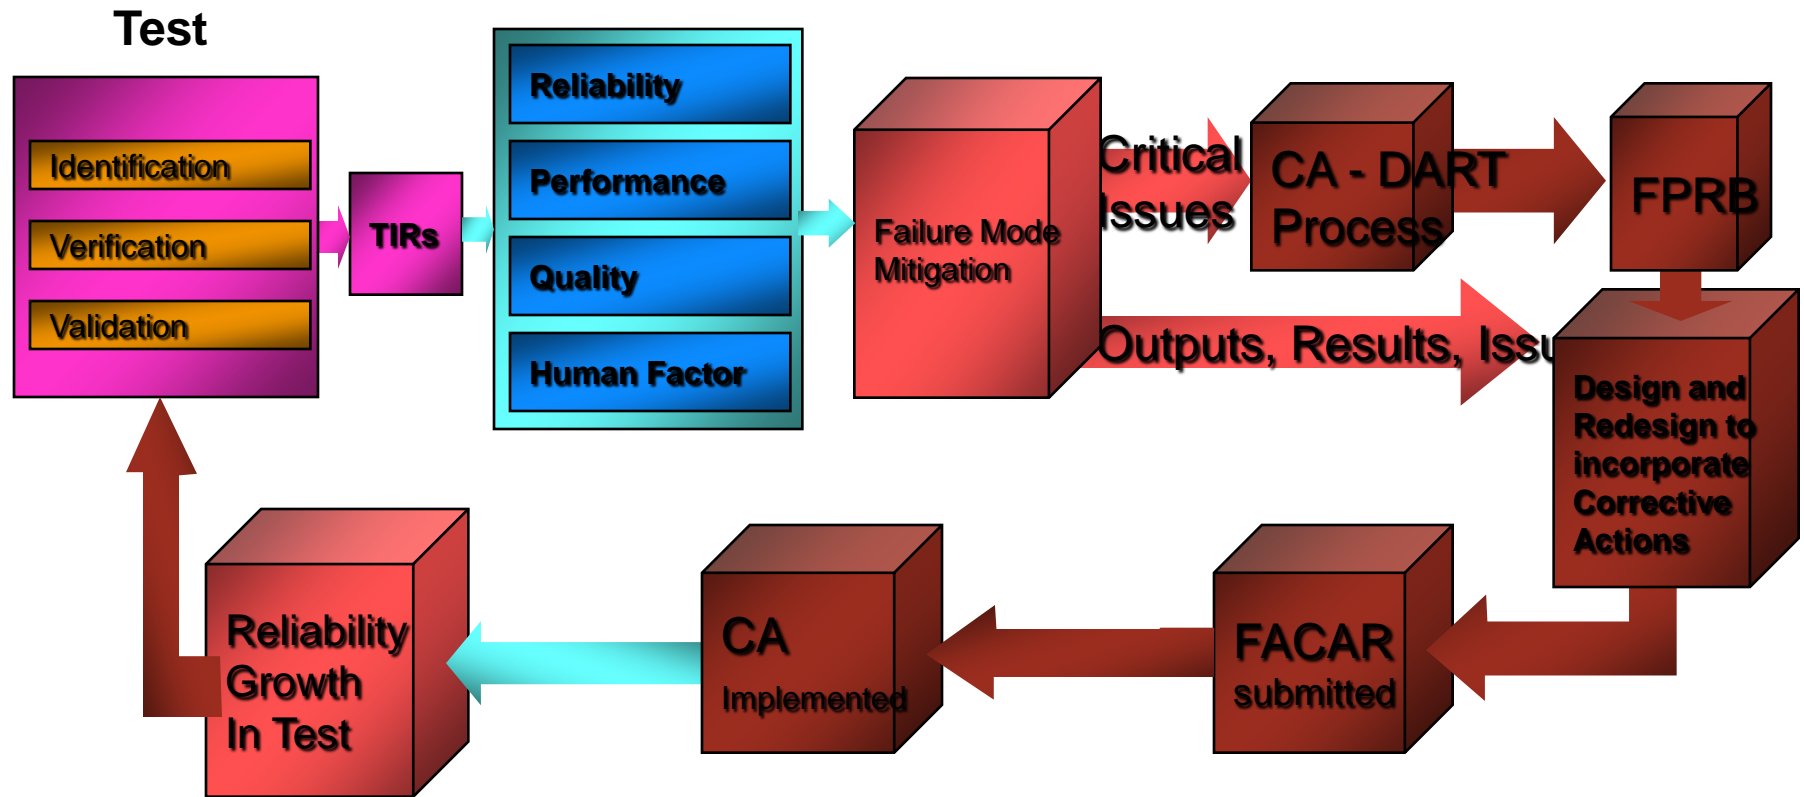 Test
Identification
Verification
Validation
TIRs
Reliability
Performance
Quality
Human Factor
Failure Mode
Mitigation
Critical
Issues
CA - DART
Process
FPRB
Outputs, Results, Issu
Design and
Redesign to
incorporate
Corrective
Actions
FACAR
submitted
CA
Implemented
Reliability
Growth
In Test